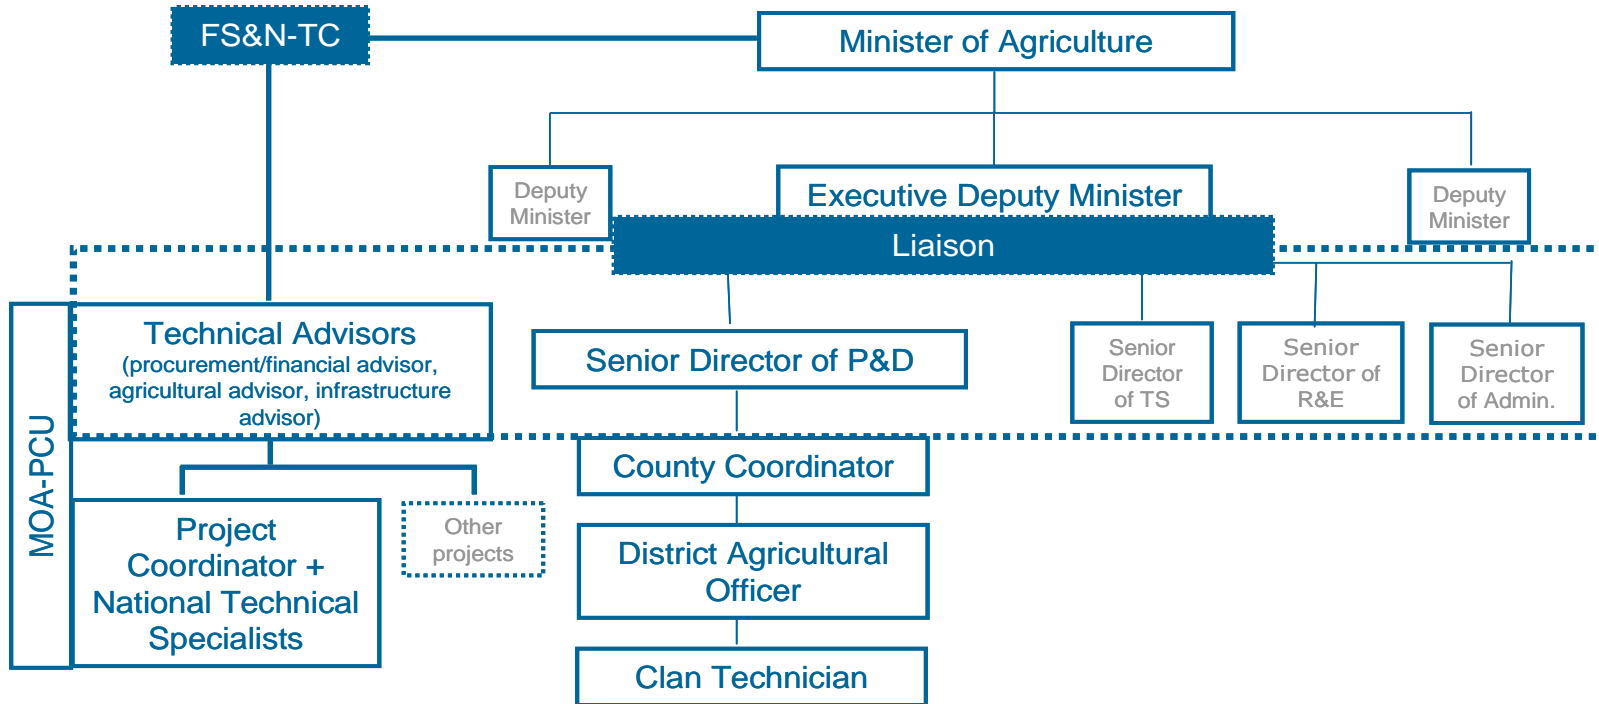 FS&N-TC
Minister of Agriculture
Deputy
Minister
Executive Deputy Minister
Deputy
Minister
Liaison
MOA-PCU
Technical Advisors
(procurement/financial advisor,
agricultural advisor, infrastructure
advisor)
Senior Director of P&D
Senior
Director
of TS
Senior
Director of
R&E
Senior
Director
of Admin.
County Coordinator
Project
Coordinator +
National Technical
Specialists
Other
projects
District Agricultural
Officer
Clan Technician